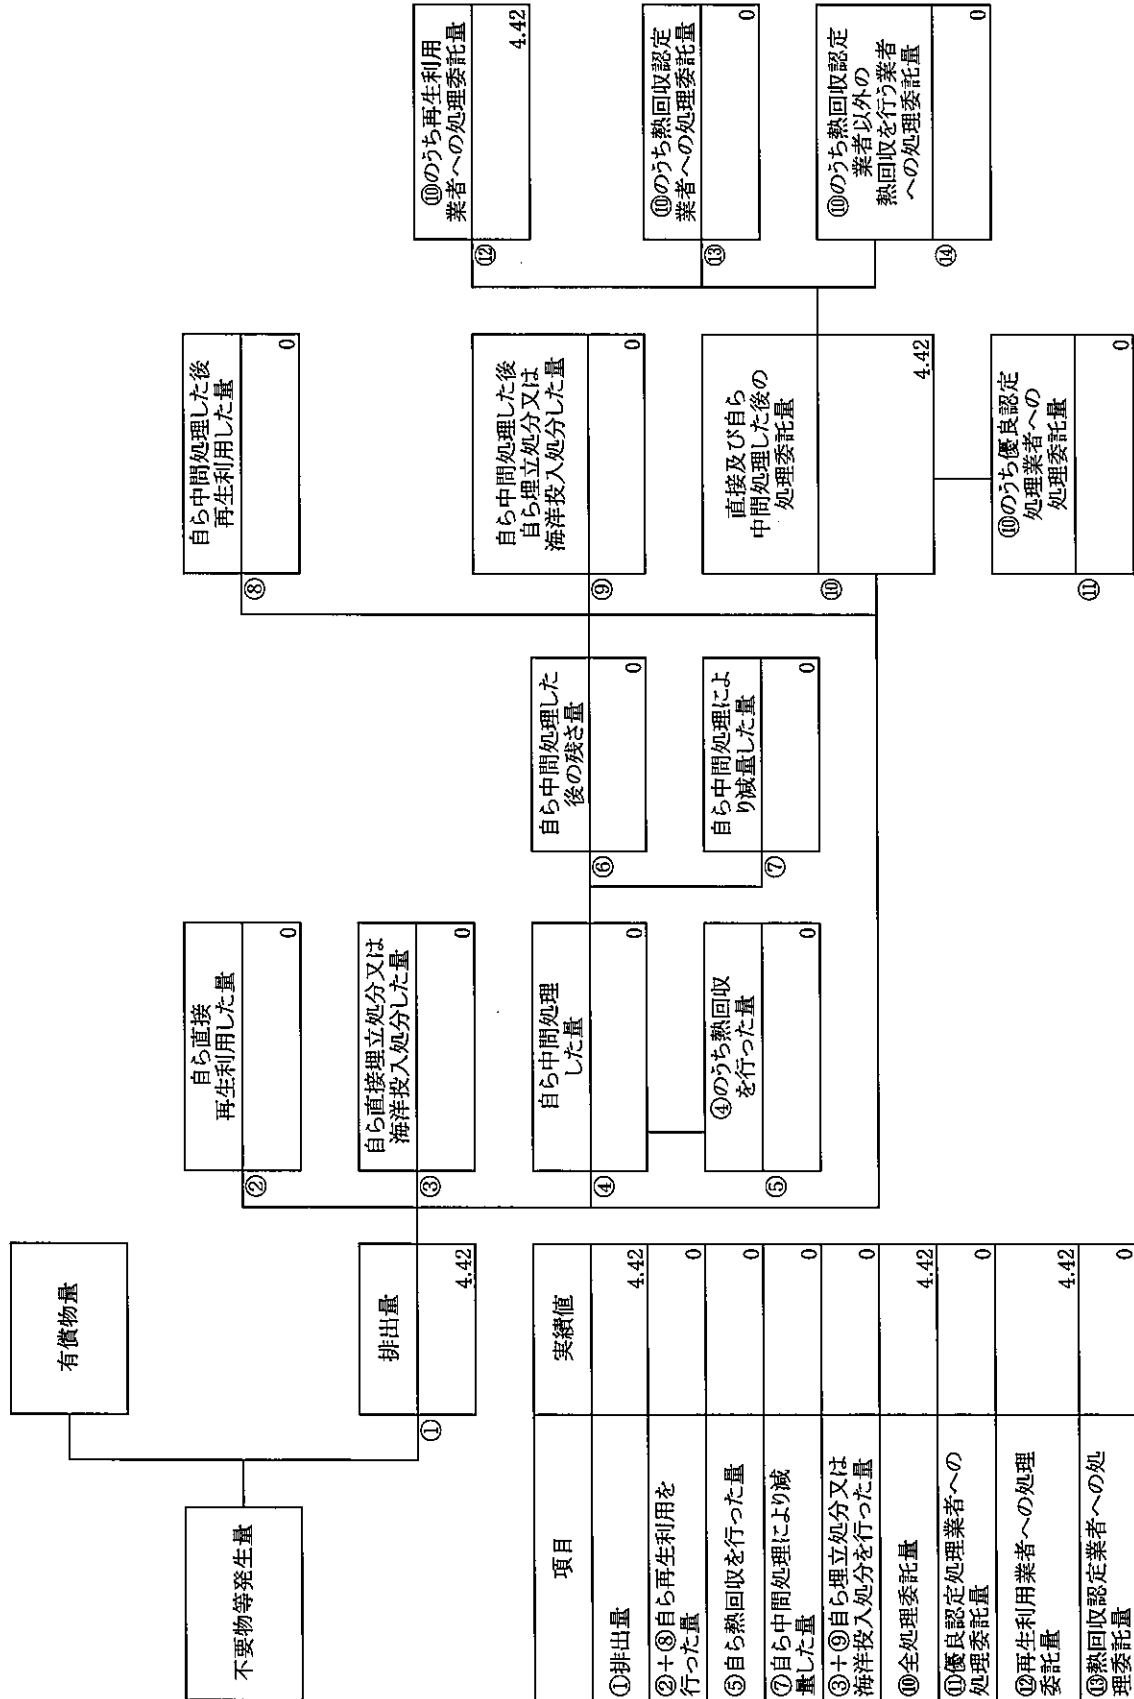 不要物等発生量
有償物量
①
排出量
4.42
②
自ら直接
再生利用した量
0
③
自ら直接埋立処分又は
海洋投入処分した量
0
④
自ら中間処理
した量
0
⑤
④のうち熱回収
を行った量
0
⑥
自ら中間処理した
後の残さ量
0
⑦
自ら中間処理によ
り減量した量
0
⑧
自ら中間処理した後
再生利用した量
0
⑨
自ら中間処理した後
自ら埋立処分又は
海洋投入処分した量
0
⑩
直接及び自ら
中間処理した後の
処理委託量
4.42
⑪
⑩のうち優良認定
処理業者への
処理委託量
0
⑫
⑩のうち再生利用
業者への処理委託量
4.42
⑬
⑩のうち熱回収認定
業者への処理委託量
0
⑭
⑩のうち熱回収認定
業者以外の
熱回収を行う業者
への処理委託量
0
項目 実績値
①排出量 4.42
②+⑧自ら再生利用を
行った量 0
⑤自ら熱回収を行った量 0
⑦自ら中間処理により減
量した量 0
③+⑨自ら埋立処分又は
海洋投入処分を行った量 0
⑩全処理委託量 4.42
⑪優良認定処理業者への
処理委託量 0
⑫再生利用業者への処理
委託量 4.42
⑬熱回収認定業者への処
理委託量 0